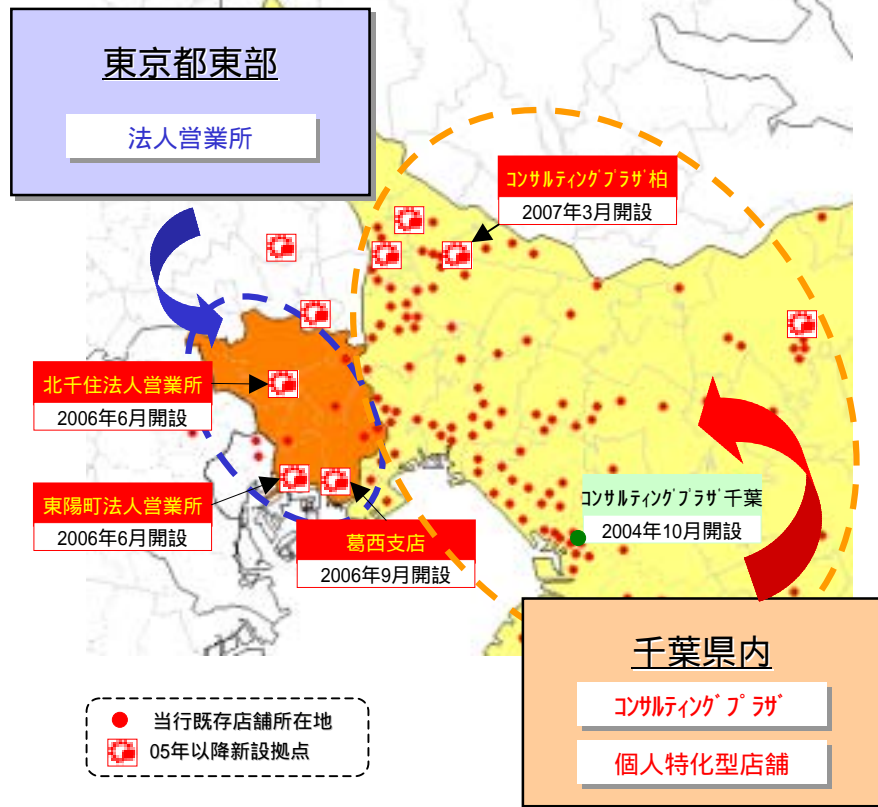 東京都東部
法人営業所
コンサルティングプラザ柏
2007年3月開設
北千住法人営業所
2006年6月開設
東陽町法人営業所
2006年6月開設
葛西支店
2006年9月開設
コンサルティングプラザ千葉
2004年10月開設
千葉県内
コンサルティングプラザ
個人特化型店舗
当行既存店舗所在地
05年以降新設拠点